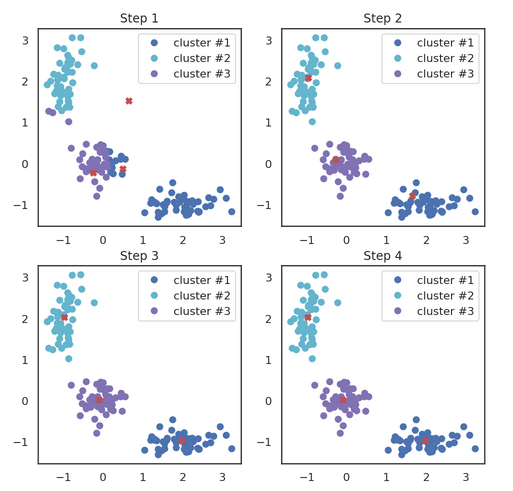 Step 1
cluster #1
cluster #2
cluster #3
3
2
1
0
−1
−1 0 1 2 3
Step 2
cluster #1
cluster #2
cluster #3
3
2
1
0
−1
−1 0 1 2 3
Step 3
cluster #1
cluster #2
cluster #3
3
2
1
0
−1
−1 0 1 2 3
Step 4
cluster #1
cluster #2
cluster #3
3
2
1
0
−1
−1 0 1 2 3